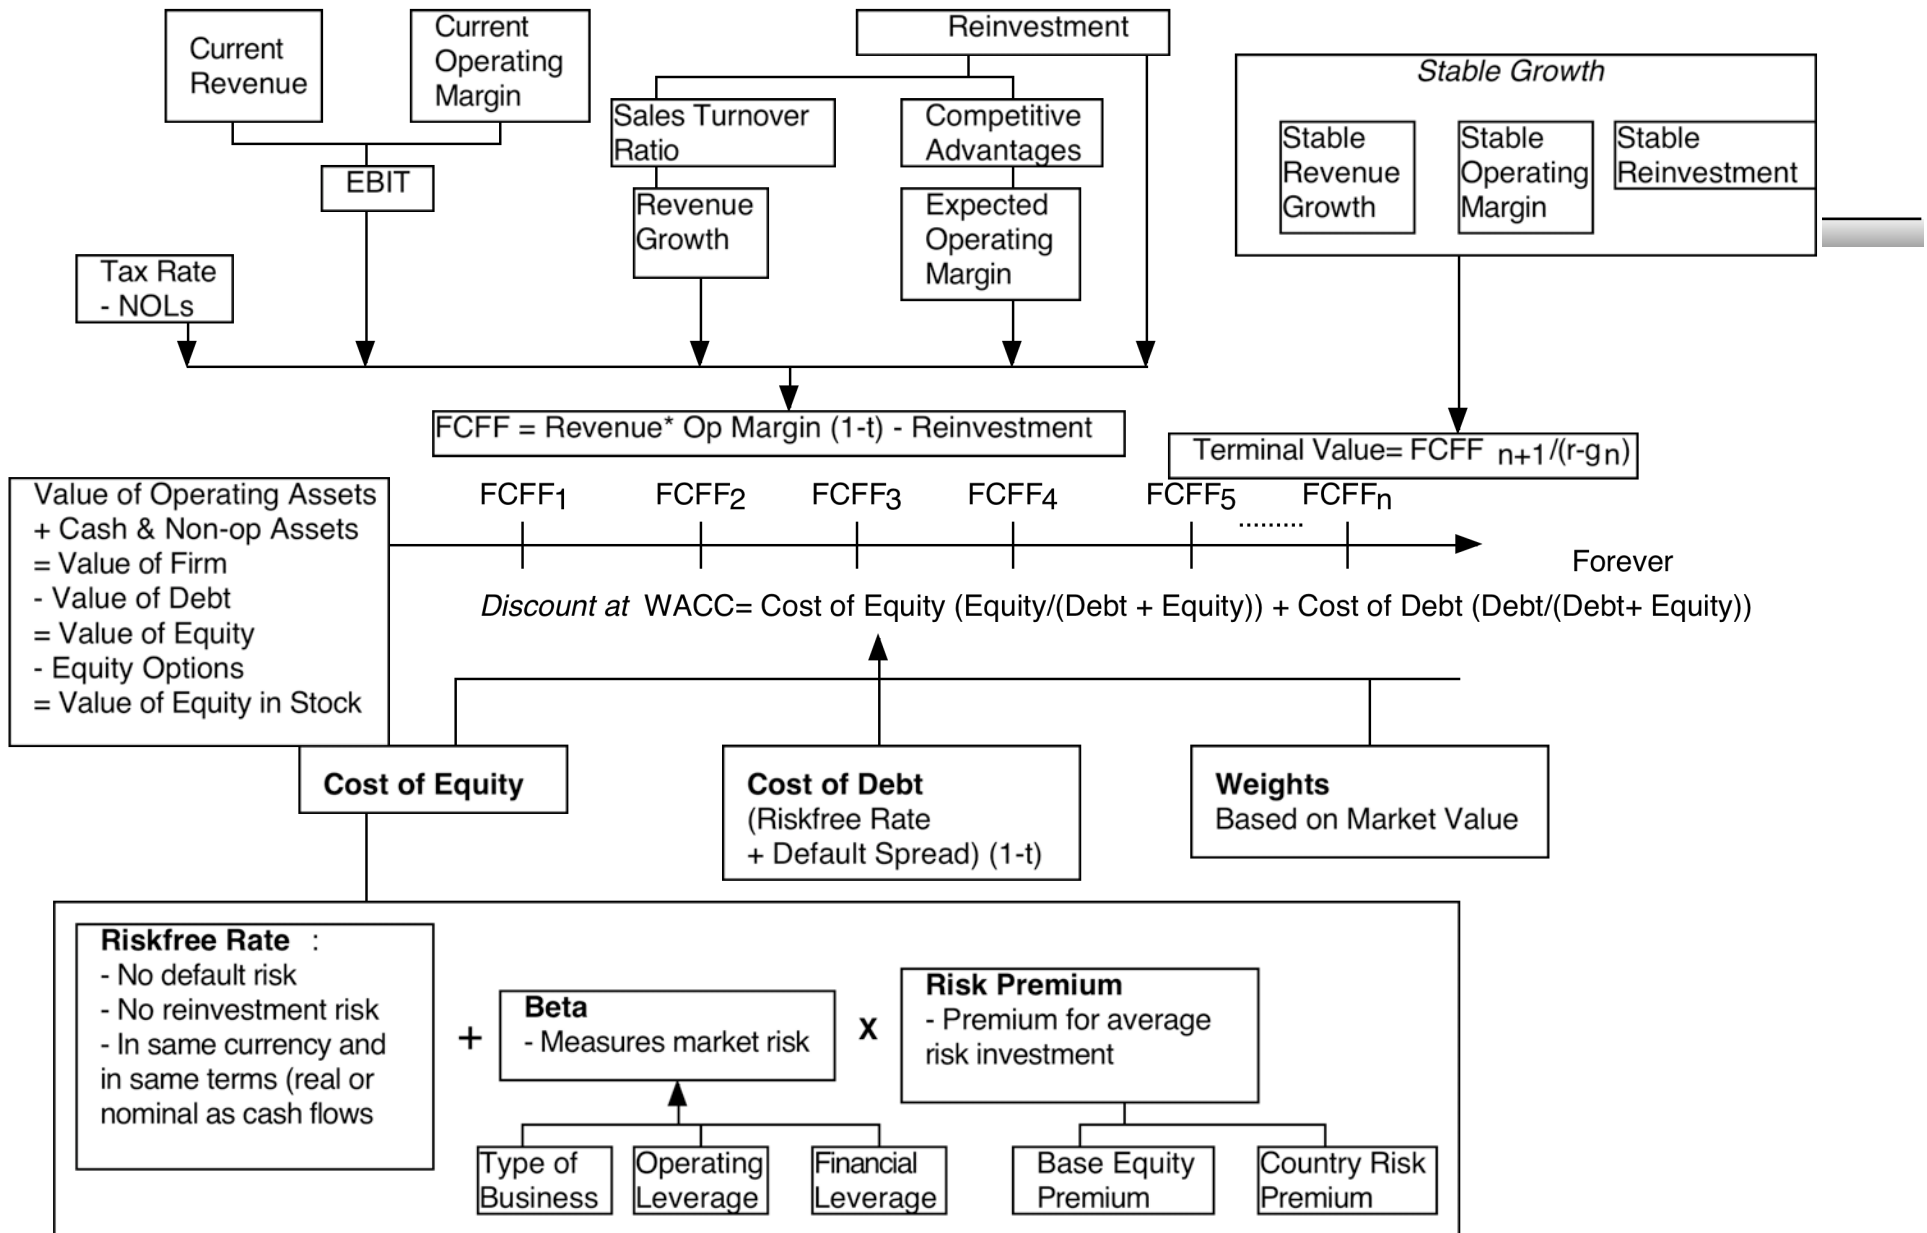 Current
Revenue
Current
Operating
Margin
Reinvestment
Stable Growth
Sales Turnover
Ratio
Competitive
Advantages
Stable
Revenue
Growth
Stable
Operating
Margin
Stable
Reinvestment
EBIT
Revenue
Growth
Expected
Operating
Margin
Tax Rate
- NOLs
FCFF = Revenue* Op Margin (1-t) - Reinvestment
Terminal Value= FCFF n+1/(r-gn)
Value of Operating Assets
+ Cash & Non-op Assets
= Value of Firm
- Value of Debt
= Value of Equity
- Equity Options
= Value of Equity in Stock
FCFF1 FCFF2 FCFF3 FCFF4 FCFF5 ......... FCFFn
Forever
Discount at WACC= Cost of Equity (Equity/(Debt + Equity)) + Cost of Debt (Debt/(Debt+ Equity))
Cost of Equity
Cost of Debt
(Riskfree Rate
+ Default Spread) (1-t)
Weights
Based on Market Value
Riskfree Rate :
- No default risk
- No reinvestment risk
- In same currency and
in same terms (real or
nominal as cash flows
+
Beta
- Measures market risk
X
Risk Premium
- Premium for average
risk investment
Type of
Business
Operating
Leverage
Financial
Leverage
Base Equity
Premium
Country Risk
Premium